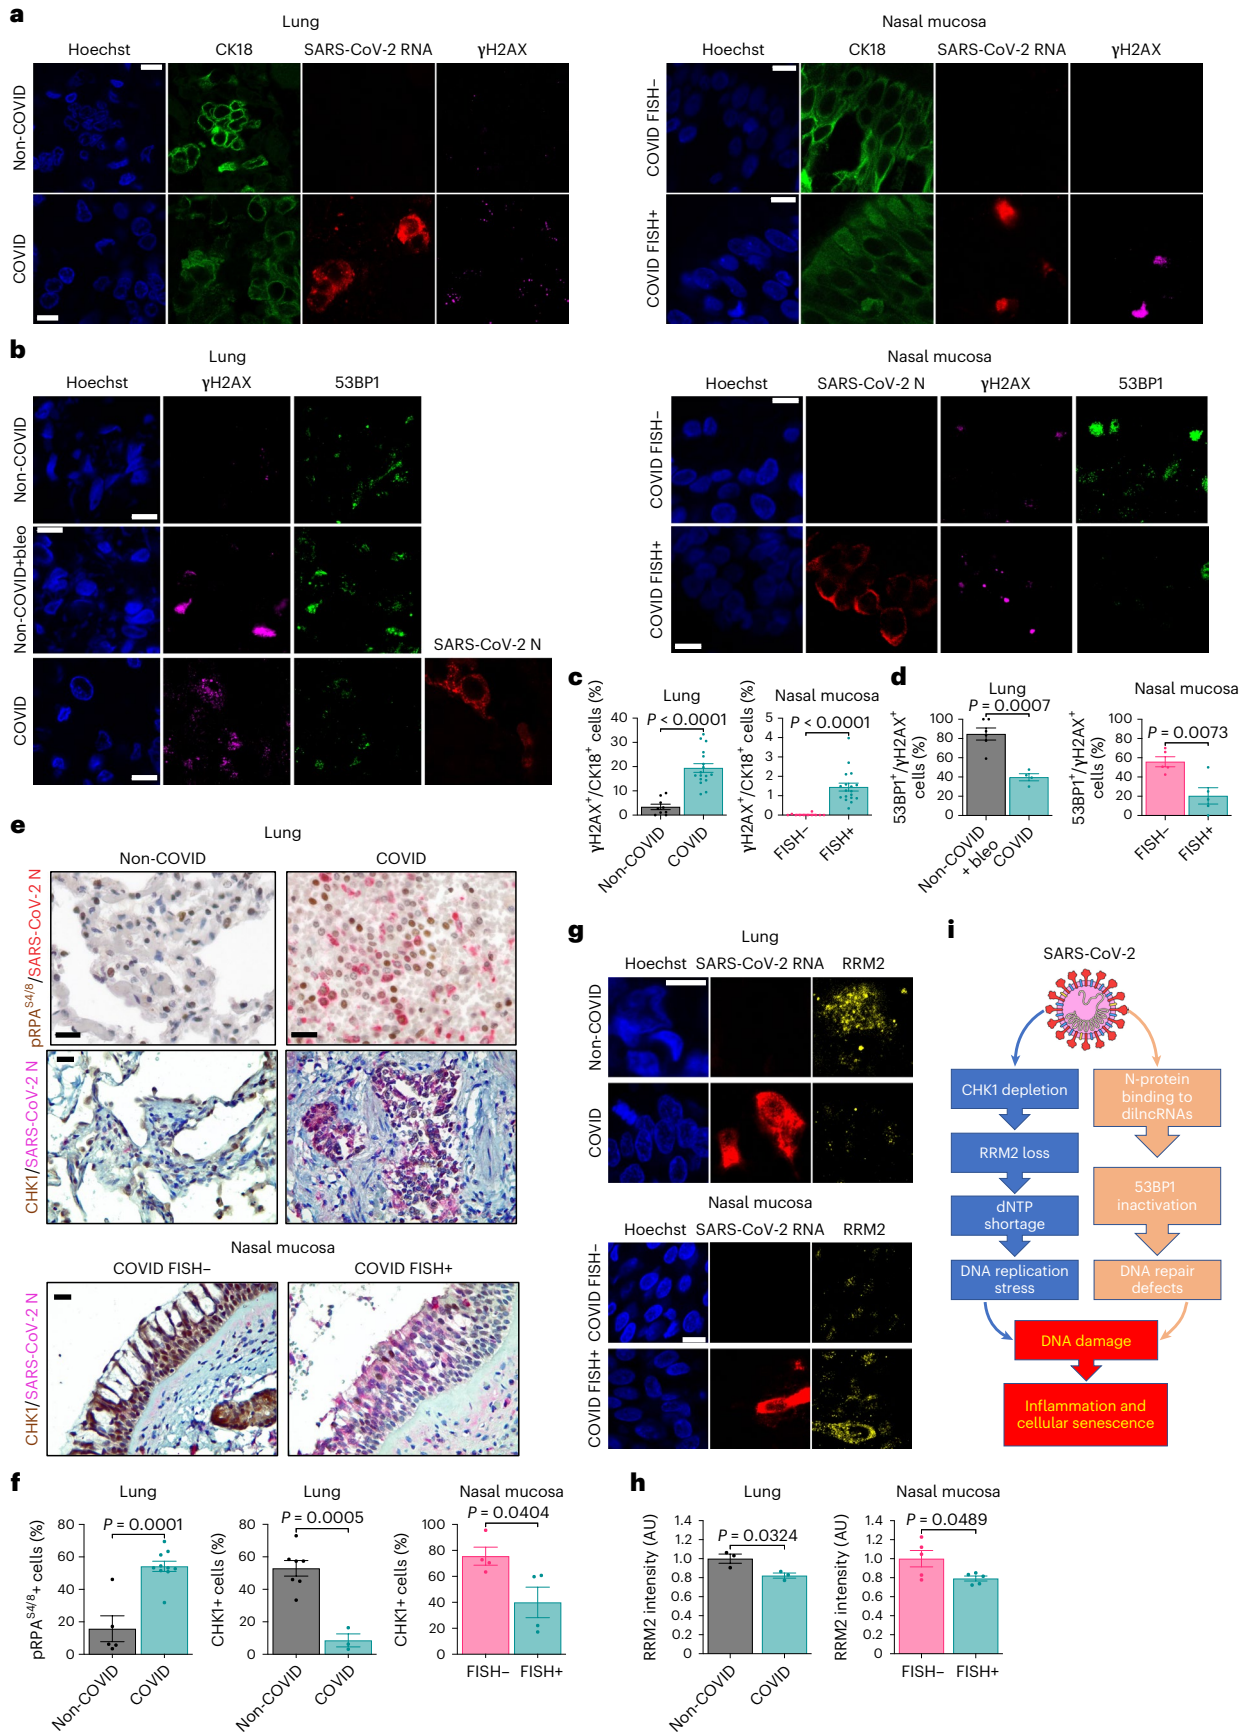 a
Lung
Hoechst CK18 SARS-CoV-2 RNA γH2AX
Non-COVID
COVID
Nasal mucosa
Hoechst CK18 SARS-CoV-2 RNA γH2AX
COVID FISH−
COVID FISH+
b
Lung
Hoechst γH2AX 53BP1
Non-COVID
Non-COVID+bleo
COVID
SARS-CoV-2 N
Nasal mucosa
Hoechst SARS-CoV-2 N γH2AX 53BP1
COVID FISH−
COVID FISH+
c
Lung
γH2AX+/CK18+ cells (%)
P < 0.0001
40
30
20
10
0
Non-COVID
COVID
Nasal mucosa
γH2AX+/CK18+ cells (%)
P < 0.0001
5
4
3
2
1
0
FISH−
FISH+
d
Lung
53BP1+/γH2AX+
cells (%)
P = 0.0007
100
80
60
40
20
0
Non-COVID
+ bleo
COVID
Nasal mucosa
53BP1+/γH2AX+
cells (%)
P = 0.0073
100
80
60
40
20
0
FISH−
FISH+
e
Lung
Non-COVID COVID
pRPAS4/8/SARS-CoV-2 N
CHK1/SARS-CoV-2 N
Nasal mucosa
COVID FISH− COVID FISH+
CHK1/SARS-CoV-2 N
f
Lung
pRPAS4/8+ cells (%)
P = 0.0001
80
60
40
20
0
Non-COVID
COVID
Lung
CHK1+ cells (%)
P = 0.0005
80
60
40
20
0
Non-COVID
COVID
Nasal mucosa
CHK1+ cells (%)
P = 0.0404
100
80
60
40
20
0
FISH− FISH+
g
Lung
Hoechst SARS-CoV-2 RNA RRM2
Non-COVID
COVID
Nasal mucosa
Hoechst SARS-CoV-2 RNA RRM2
COVID FISH−
COVID FISH+
h
Lung
RRM2 intensity (AU)
P = 0.0324
1.4
1.2
1.0
0.8
0.6
0.4
0.2
0
Non-COVID
COVID
Nasal mucosa
RRM2 intensity (AU)
P = 0.0489
1.4
1.2
1.0
0.8
0.6
0.4
0.2
0
FISH− FISH+
i
SARS-CoV-2
CHK1 depletion
RRM2 loss
dNTP
shortage
DNA replication
stress
N-protein
binding to
dilncRNAs
53BP1
inactivation
DNA repair
defects
DNA damage
Inflammation and
cellular senescence